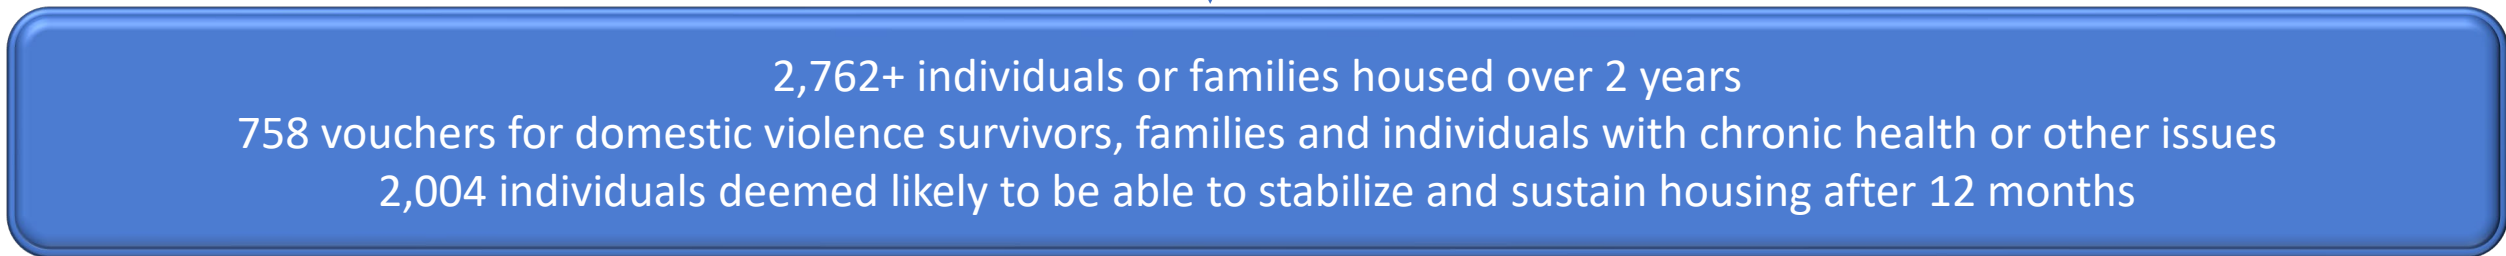 2,762+ individuals or families housed over 2 years
758 vouchers for domestic violence survivors, families and individuals with chronic health or other issues
2,004 individuals deemed likely to be able to stabilize and sustain housing after 12 months